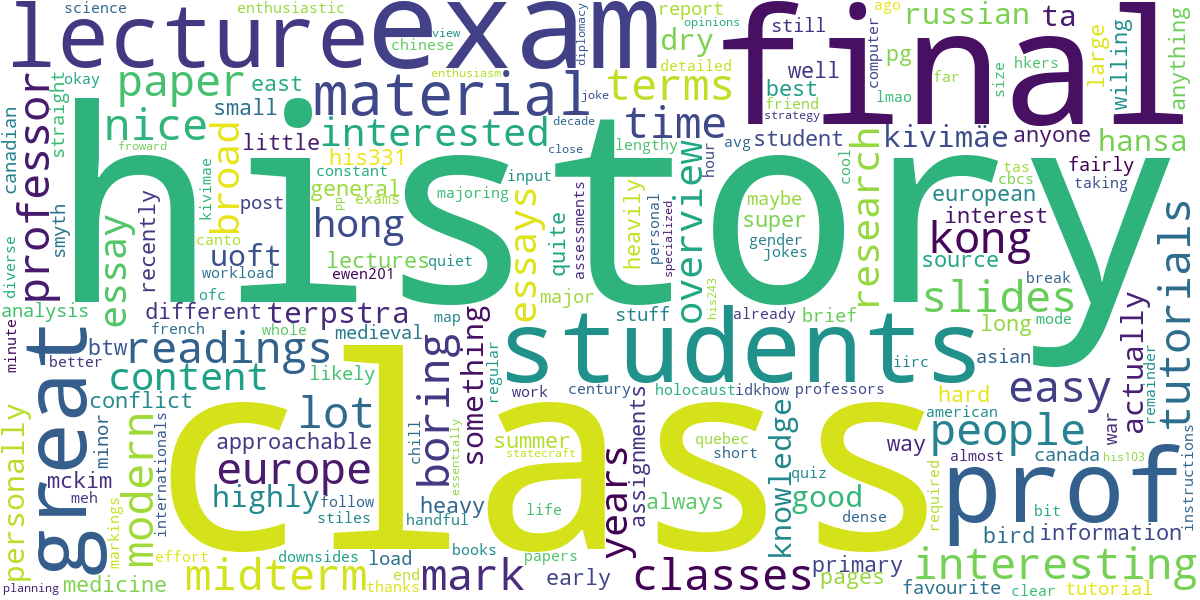 science enthusiastic
lecture exam final
view chinese diplomacy
report opinions
russian ta ago
still
dry detailed pg
okay paper east
enthusiasm terms
well computer far size
hkers large willing anything
straight professor
small nice material
joke best friend lmao
strategy
canadian little interested
decade time student
kivimäe anyone hansa
froward broad his331
close lengthy hour avg
cool research tas cbcs
fairly taking
history
kivimae constant general
majoring input
pp exams
essay recently post
hong essays
assessments quite heavily
personal specialized
overview maybe super
gender jokes
european interest
kong source
smyth diverse canto uoft
workload lectures quiet
ewen201
ofc major stuff
his243 already brief
slides break
long mode
tutorials
analysis different terpstra
medieval map
students
minute french whole
btw readings
better content
likely boring something
regular
iirc asian
actually remainder
great conflict
work century holocaust idkhow professors
hard easy
lot
class
american people war
approachable europe
summer statecraft
chill essentially
quebec short
knowledge way
almost canada his103
personally minor modern
mckim meh
internationals
highly follow
stiles heavy handful
years assignments
life always
quiz good dense
required prof
bird bit information
instructions
markings effort
downsides load
books papers
planning medicine
midterm end thanks
mark early
classes
primary pages
interesting
favourite clear tutorial